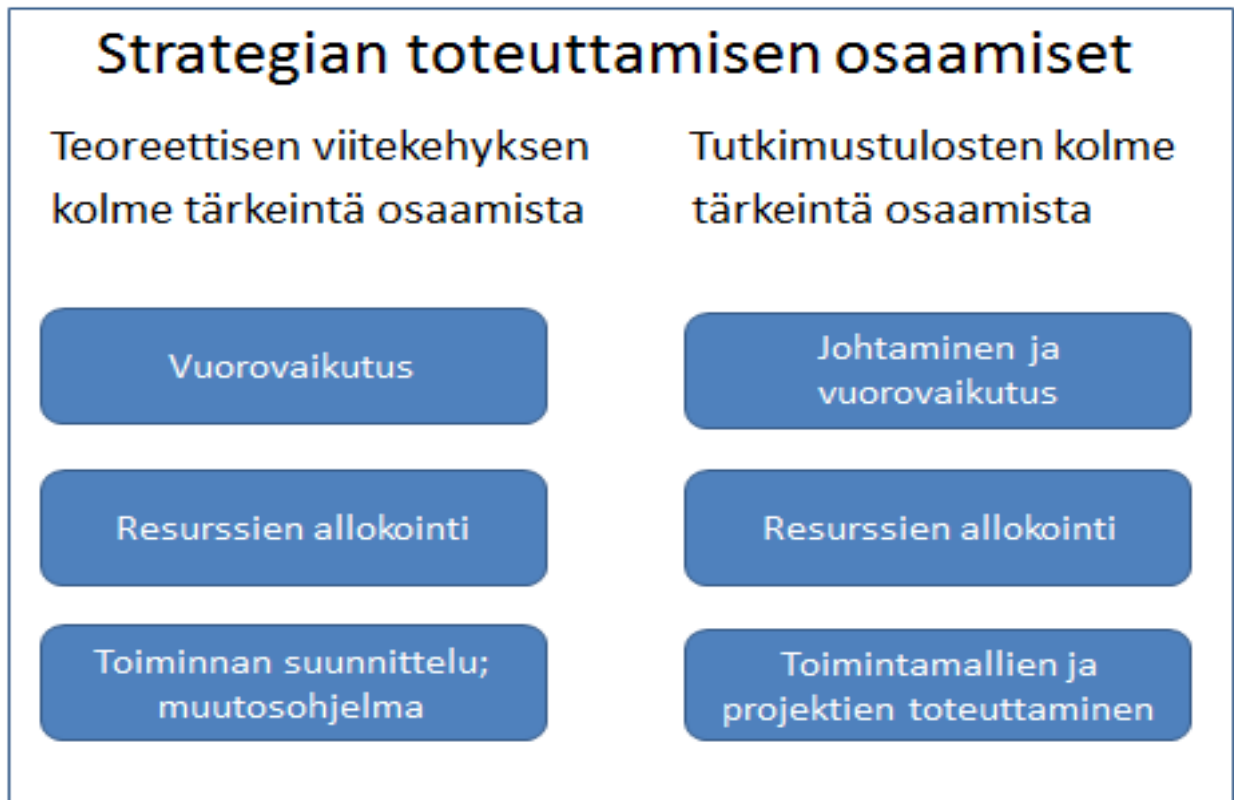 Strategian toteuttamisen osaamiset
Teoreettisen viitekehyksen
kolme tärkeintä osaamista
Vuorovaikutus
Resurssien allokointi
Toiminnan suunnittelu;
muutosohjelma
Tutkimustulosten kolme
tärkeintä osaamista
Johtaminen ja
vuorovaikutus
Resurssien allokointi
Toimintamallien ja
projektien toteuttaminen